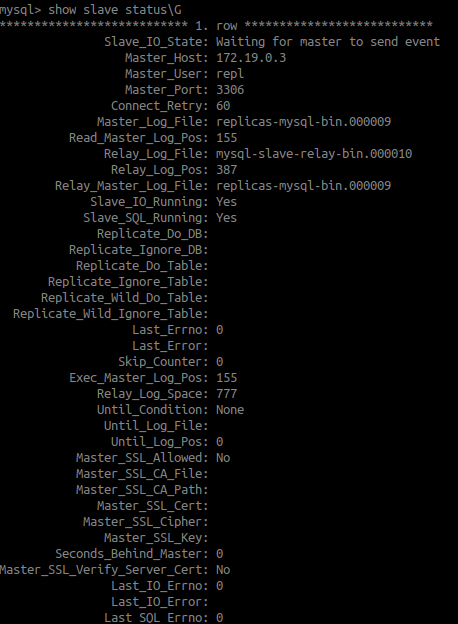 mysql> show slave status\G
*************************** 1. row ***************************
Slave_IO_State: Waiting for master to send event
Master_Host: 172.19.0.3
Master_User: repl
Master_Port: 3306
Connect_Retry: 60
Master_Log_File: replicas-mysql-bin.000009
Read_Master_Log_Pos: 155
Relay_Log_File: mysql-slave-relay-bin.000010
Relay_Log_Pos: 387
Relay_Master_Log_File: replicas-mysql-bin.000009
Slave_IO_Running: Yes
Slave_SQL_Running: Yes
Replicate_Do_DB:
Replicate_Ignore_DB:
Replicate_Do_Table:
Replicate_Ignore_Table:
Replicate_Wild_Do_Table:
Replicate_Wild_Ignore_Table:
Last_Errno: 0
Last_Error:
Skip_Counter: 0
Exec_Master_Log_Pos: 155
Relay_Log_Space: 777
Until_Condition: None
Until_Log_File:
Until_Log_Pos: 0
Master_SSL_Allowed: No
Master_SSL_CA_File:
Master_SSL_CA_Path:
Master_SSL_Cert:
Master_SSL_Cipher:
Master_SSL_Key:
Seconds_Behind_Master: 0
Master_SSL_Verify_Server_Cert: No
Last_IO_Errno: 0
Last_IO_Error:
Last_SQL_Errno: 0